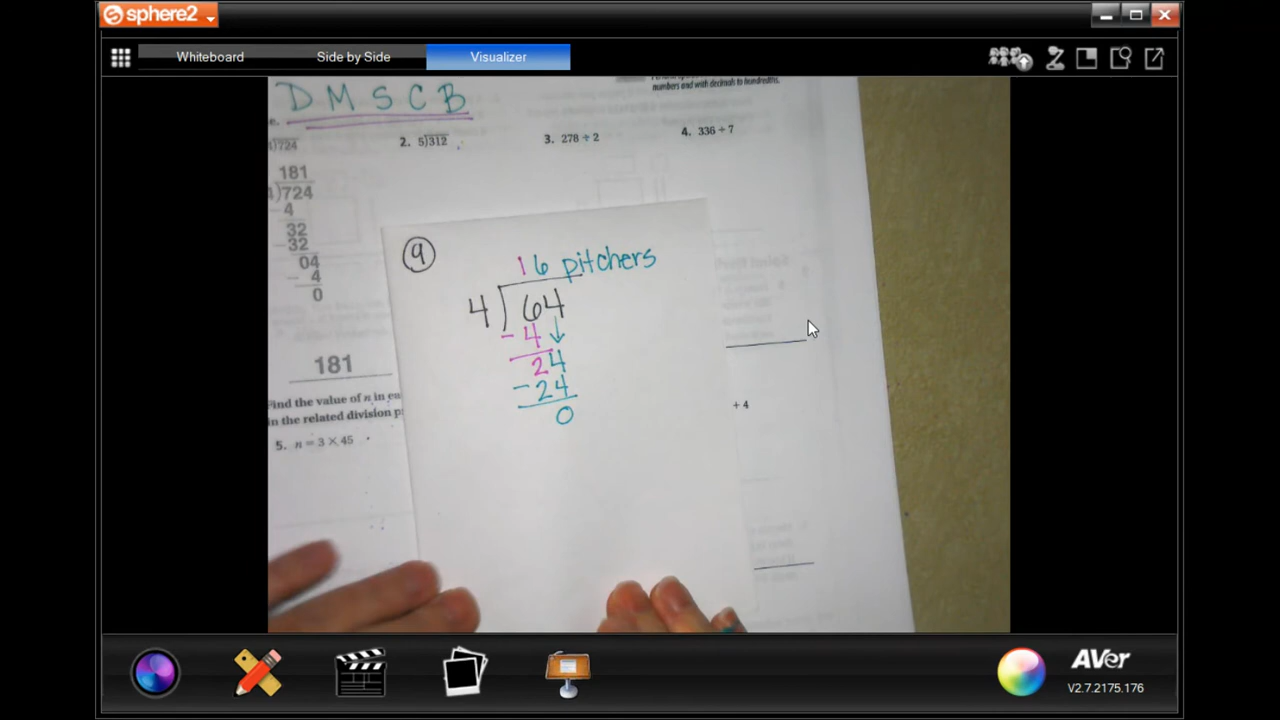 sphere2
Whiteboard Side by Side Visualizer
D M S C B
numbers and with decimals to hundredths.
e.
4)724 2. 5)312 3. 278 ÷ 2 4. 336 ÷ 7
181
4)724
-4
32
-32
04
- 4
0
181
Find the value of n in ea
in the related division p
5. n = 3 × 45
9
16 pitchers
4)64
- 4 ↓
24
-24
0
+ 4
AVer
V2.7.2175.176